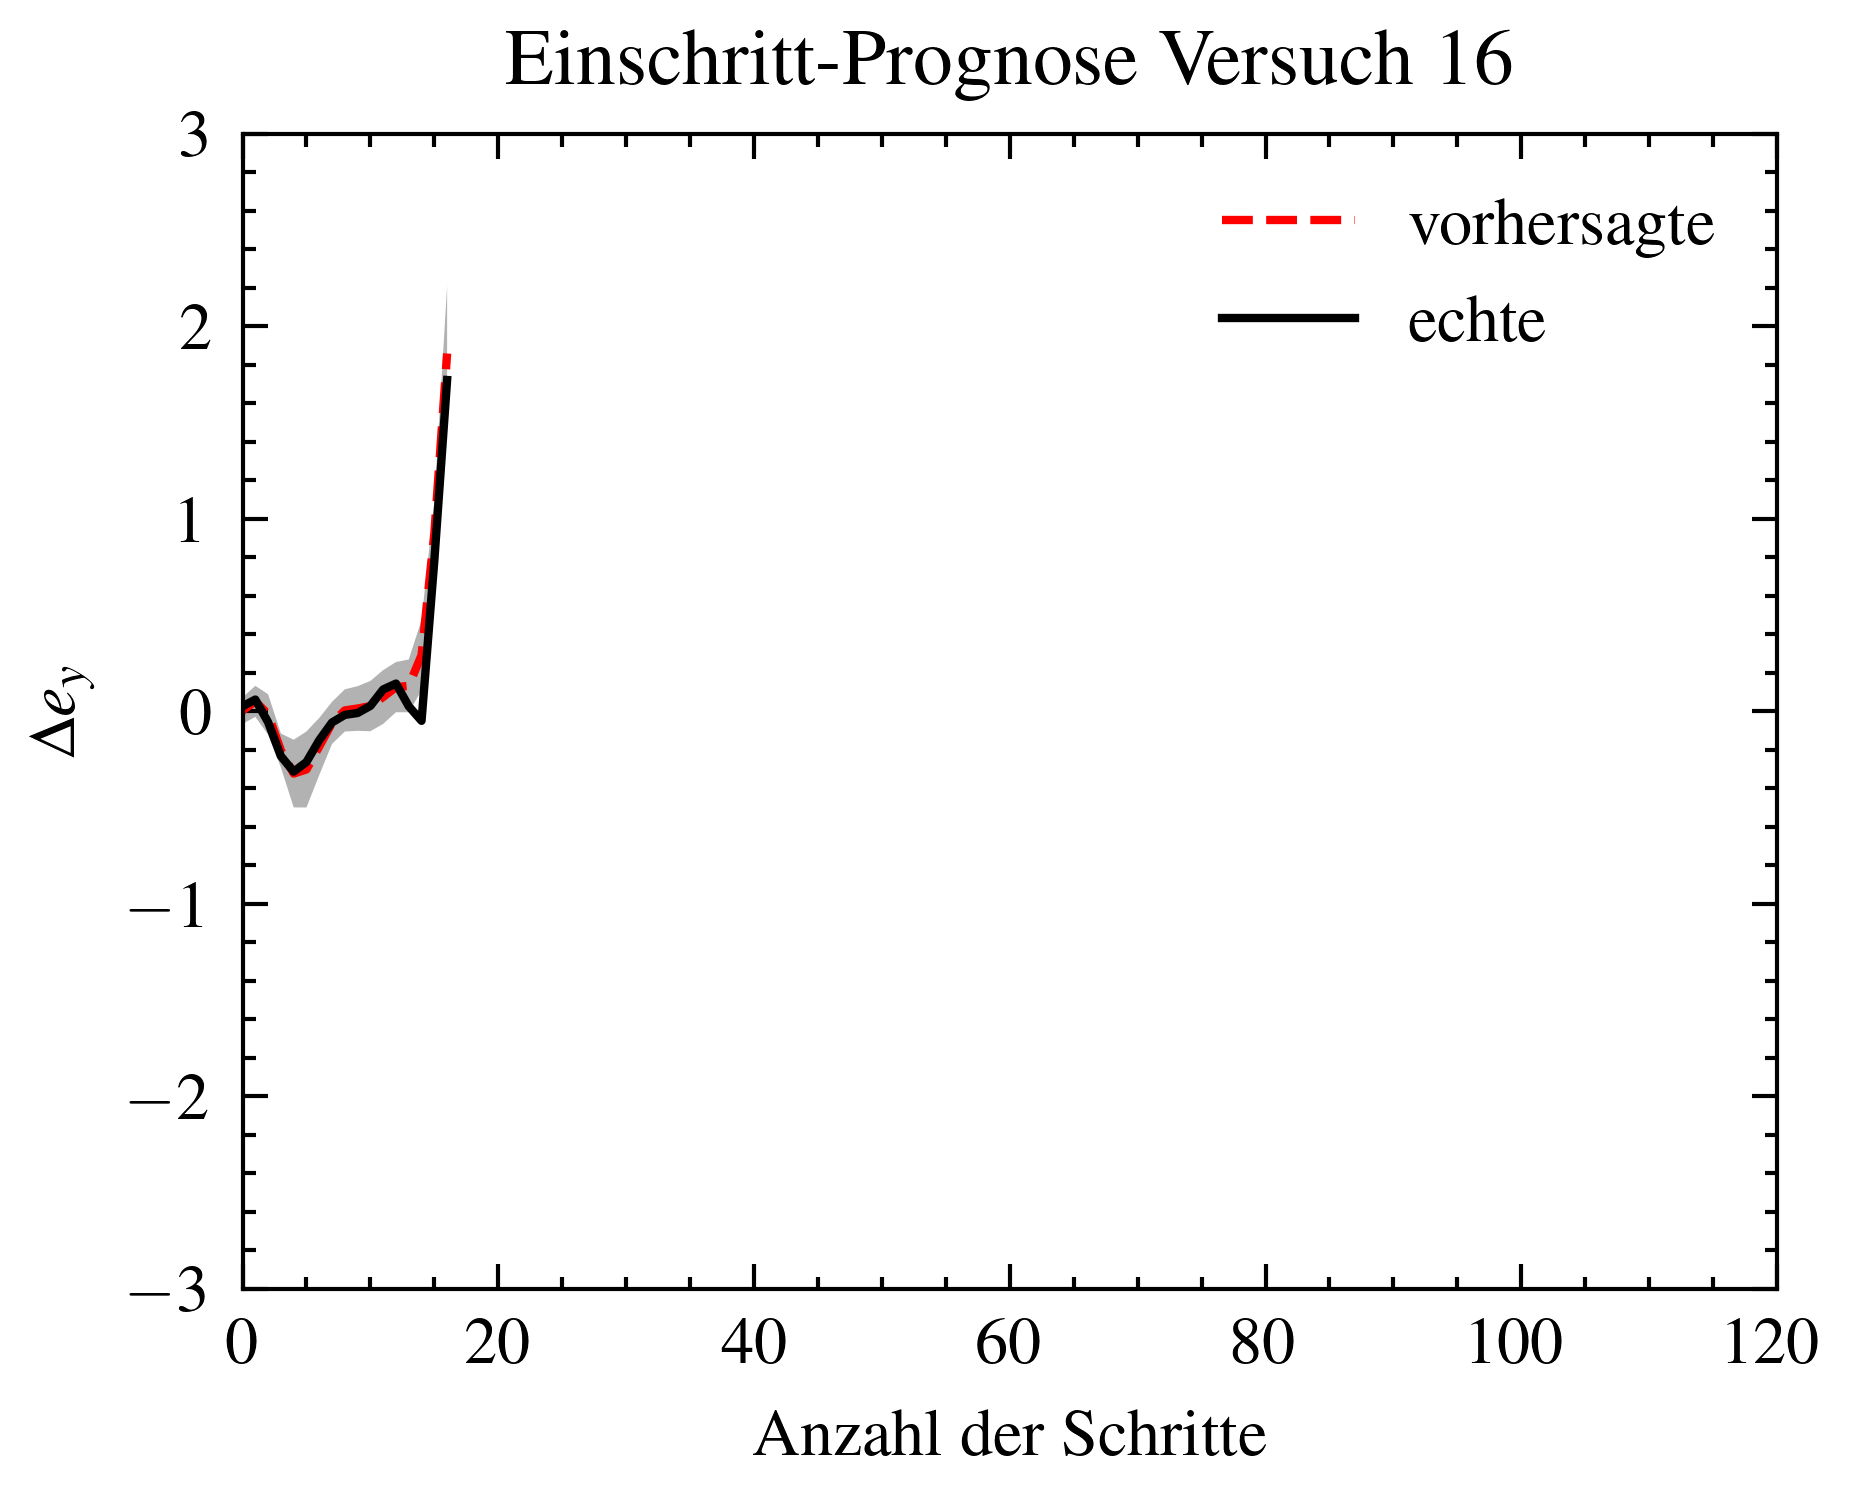 Einschritt-Prognose Versuch 16
3
2
1
0
−1
−2
−3
Δe_y
vorhersagte
echte
0 20 40 60 80 100 120
Anzahl der Schritte